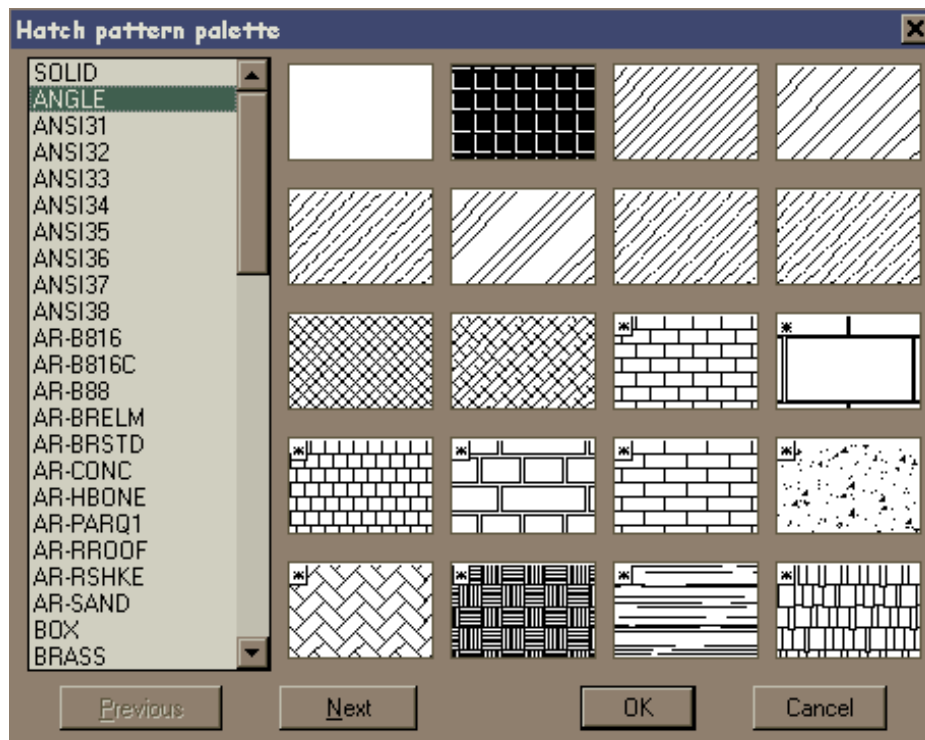 Hatch pattern palette
SOLID
ANGLE
ANSI31
ANSI32
ANSI33
ANSI34
ANSI35
ANSI36
ANSI37
ANSI38
AR-B816
AR-B816C
AR-B88
AR-BRELM
AR-BRSTD
AR-CONC
AR-HBONE
AR-PARQ1
AR-RROOF
AR-RSHKE
AR-SAND
BOX
BRASS
Previous
Next
OK
Cancel